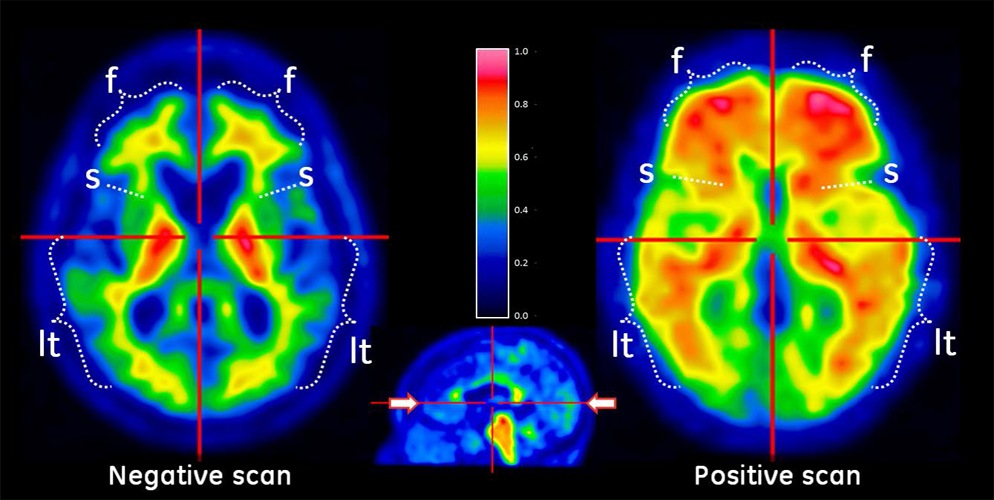 f f
s s
lt lt
Negative scan
1.0
0.8
0.6
0.4
0.2
0.0
f f
s s
lt lt
Positive scan